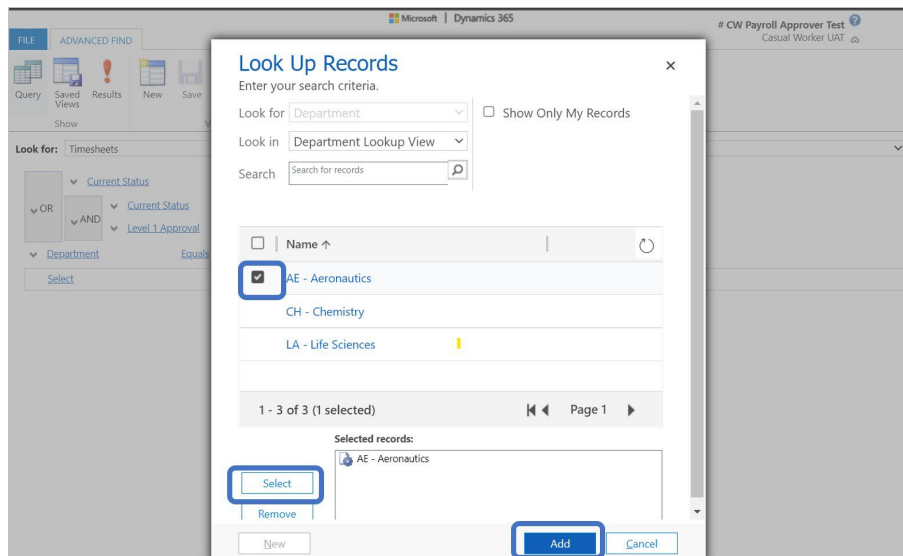 Microsoft | Dynamics 365
# CW Payroll Approver Test
Casual Worker UAT
FILE ADVANCED FIND
Query Saved Views Results New Save
Show
Look for: Timesheets
Current Status
OR
AND
Current Status
Level 1 Approval
Department Equals
Select
Look Up Records
Enter your search criteria.
Look for Department
Show Only My Records
Look in Department Lookup View
Search Search for records
Name
AE - Aeronautics
CH - Chemistry
LA - Life Sciences
1 - 3 of 3 (1 selected) Page 1
Selected records:
AE - Aeronautics
Select
Remove
New Add Cancel